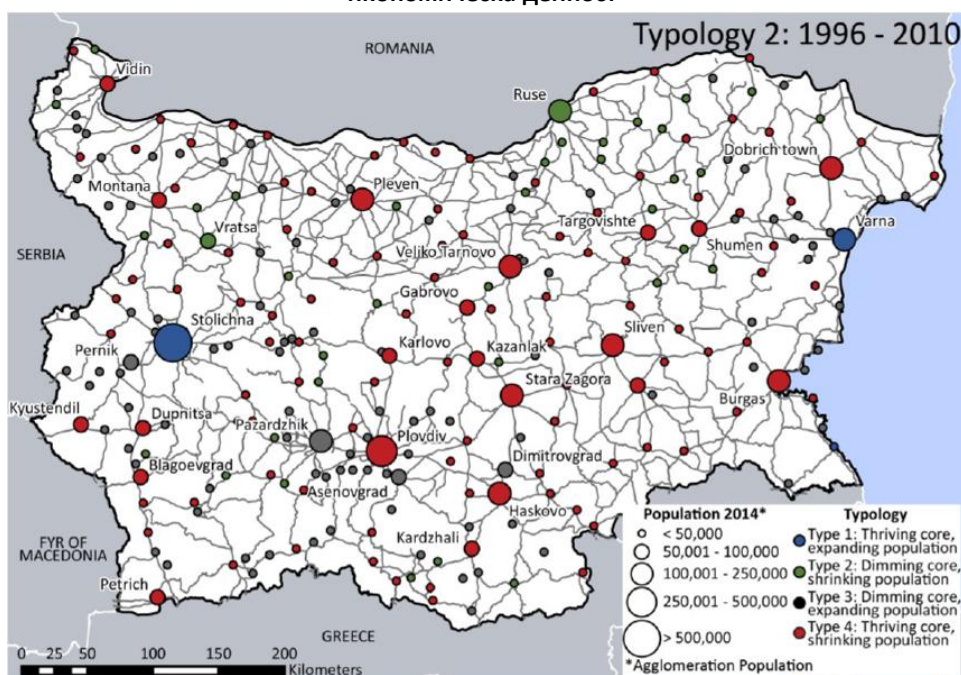 Typology 2: 1996 - 2010
ROMANIA
Vidin
Ruse
Dobrich town
Montana
Pleven
Vratsa
Targovishte
Varna
Shumen
SERBIA
Veliko Tarnovo
Gabrovo
Stolichna
Sliven
Karlovo
Kazanlak
Pernik
Stara Zagora
Burgas
Kyustendil
Dupnitsa
Pazardzhik
Plovdiv
Dimitrovgrad
Blagoevgrad
Asenovgrad
Haskovo
FYR OF
MACEDONIA
Kardzhali
Petrich
GREECE
Population 2014*
< 50,000
50,001 - 100,000
100,001 - 250,000
250,001 - 500,000
> 500,000
*Agglomeration Population
Typology
Type 1: Thriving core,
expanding population
Type 2: Dimming core,
shrinking population
Type 3: Dimming core,
expanding population
Type 4: Thriving core,
shrinking population
0 25 50 100 150 200
Kilometers